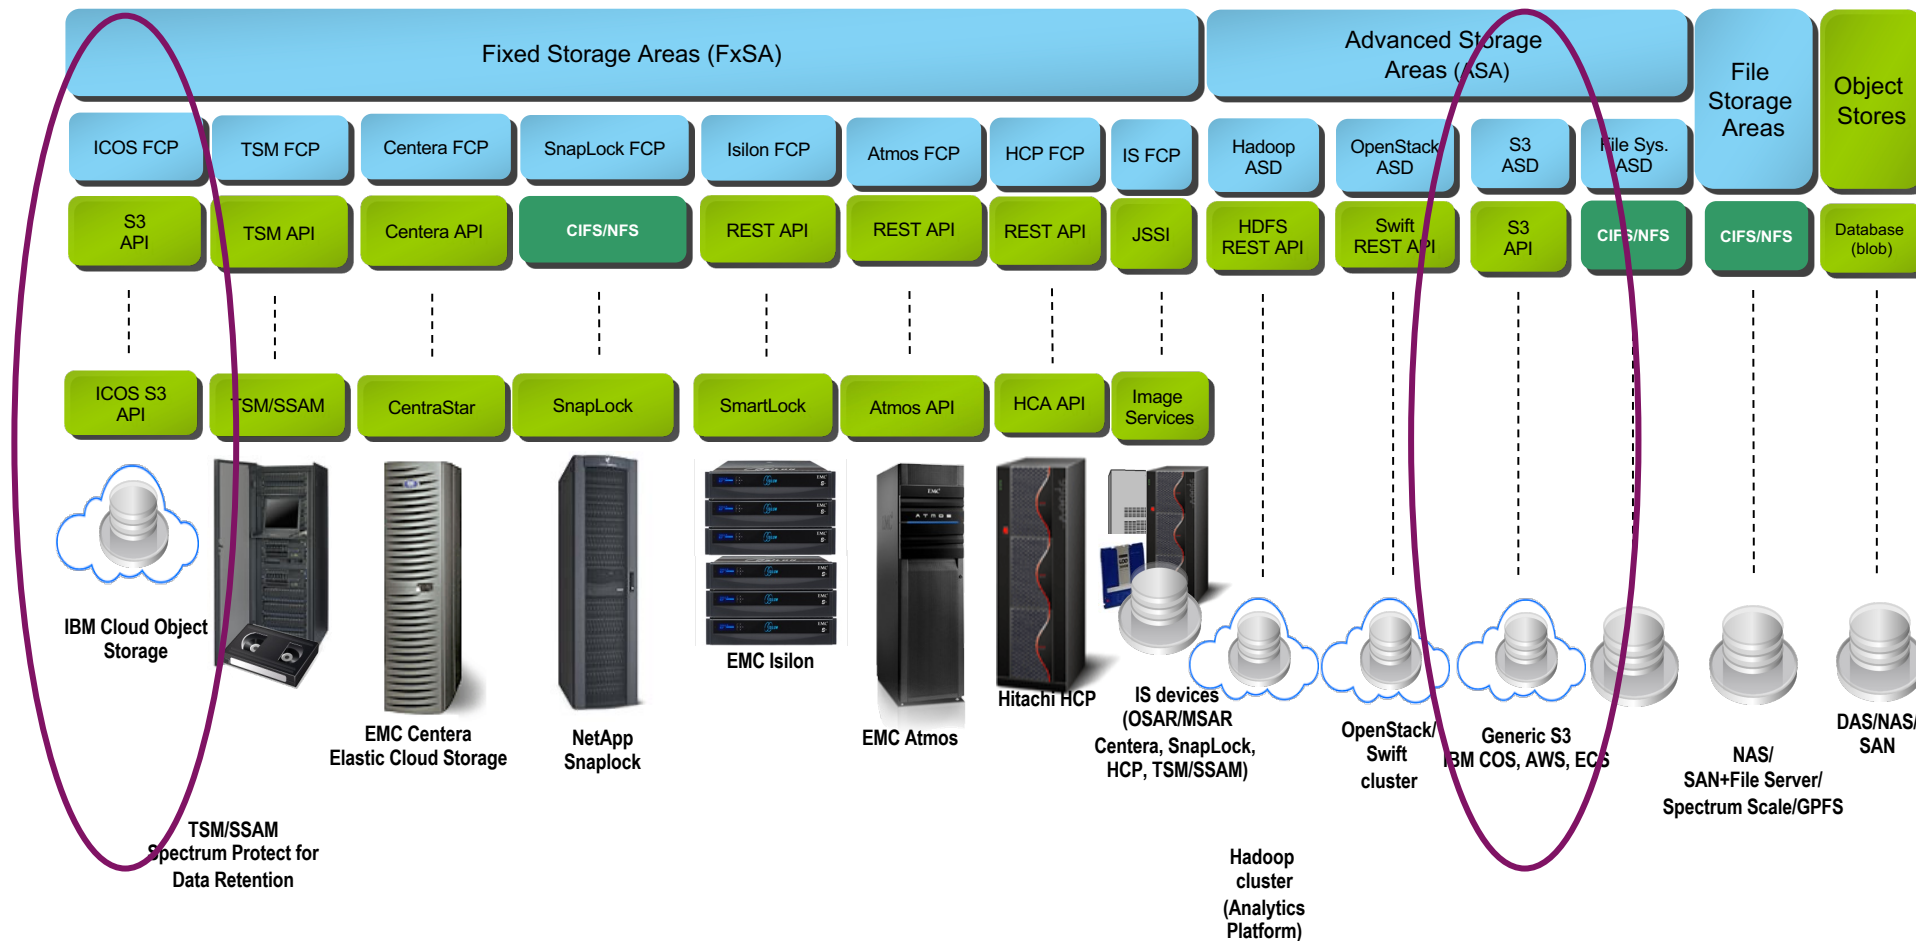 Fixed Storage Areas (FxSA)
Advanced Storage
Areas (ASA)
File
Storage
Areas
Object
Stores
ICOS FCP
TSM FCP
Centera FCP
SnapLock FCP
Isilon FCP
Atmos FCP
HCP FCP
IS FCP
Hadoop
ASD
OpenStack
ASD
S3
ASD
File Sys.
ASD
S3
API
TSM API
Centera API
CIFS/NFS
REST API
REST API
REST API
JSSI
HDFS
REST API
Swift
REST API
S3
API
CIFS/NFS
CIFS/NFS
Database
(blob)
ICOS S3
API
TSM/SSAM
CentraStar
SnapLock
SmartLock
Atmos API
HCA API
Image
Services
EMC
ATMOS
IBM Cloud Object
Storage
TSM/SSAM
Spectrum Protect for
Data Retention
EMC Centera
Elastic Cloud Storage
NetApp
Snaplock
EMC Isilon
EMC Atmos
Hitachi HCP
IS devices
(OSAR/MSAR
Centera, SnapLock,
HCP, TSM/SSAM)
Hadoop
cluster
(Analytics
Platform)
OpenStack/
Swift
cluster
Generic S3
IBM COS, AWS, ECS
NAS/
SAN+File Server/
Spectrum Scale/GPFS
DAS/NAS/
SAN